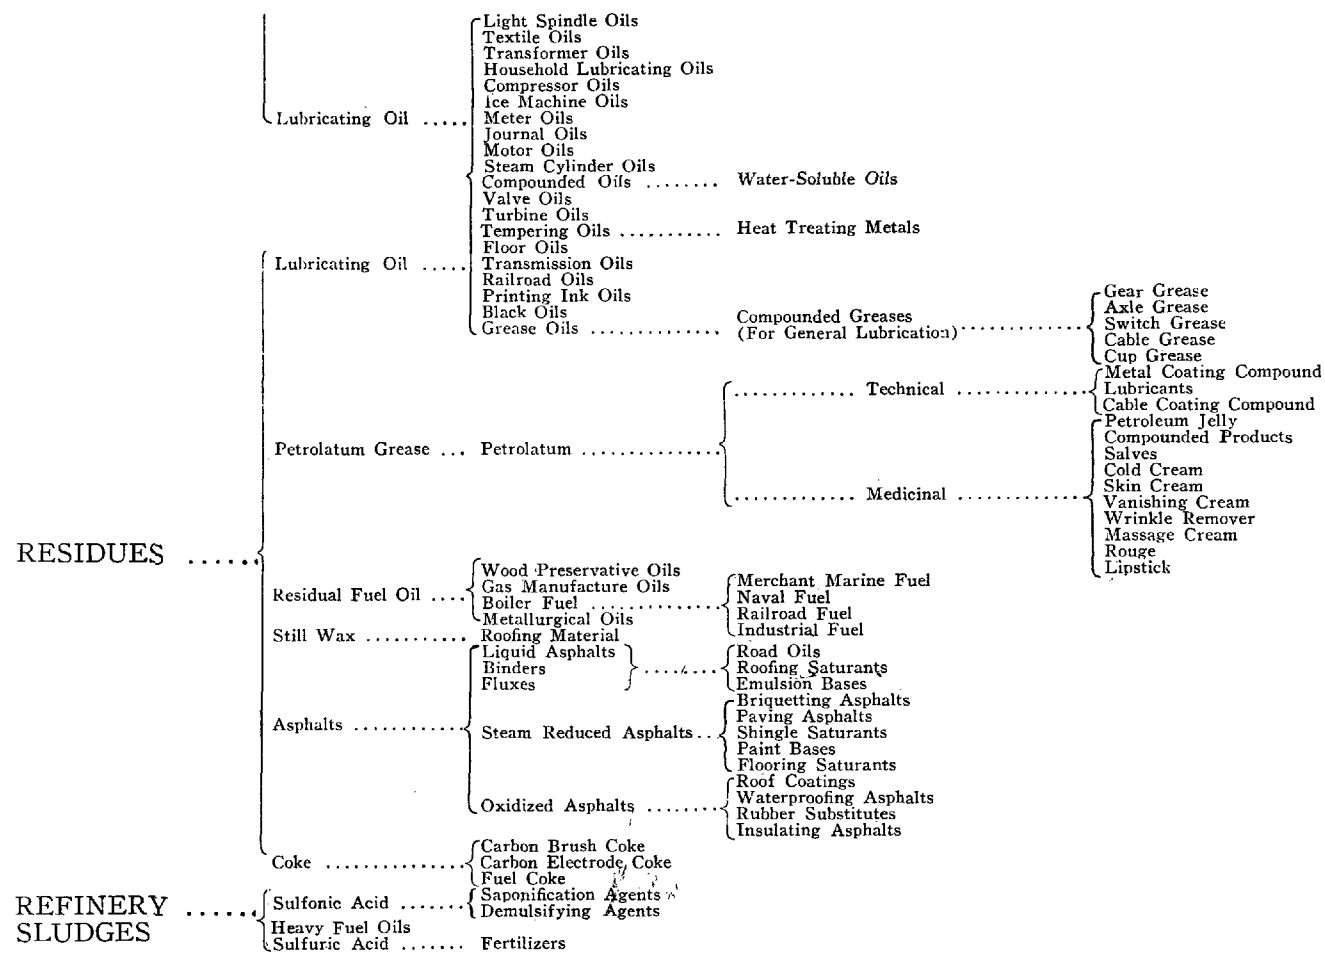 Light Spindle Oils
Textile Oils
Transformer Oils
Household Lubricating Oils
Compressor Oils
Ice Machine Oils
Lubricating Oil ..... Meter Oils
Journal Oils
Motor Oils
Steam Cylinder Oils
Compounded Oils ........ Water-Soluble Oils
Valve Oils
Turbine Oils
Tempering Oils ........... Heat Treating Metals
Floor Oils
Lubricating Oil ..... Transmission Oils
Railroad Oils
Printing Ink Oils
Black Oils
Grease Oils ............. Compounded Greases
(For General Lubrication) .............
Gear Grease
Axle Grease
Switch Grease
Cable Grease
Cup Grease
Petrolatum Grease ... Petrolatum ..............
............. Technical .............
Metal Coating Compound
Lubricants
Cable Coating Compound
............ Medicinal .............
Petroleum Jelly
Compounded Products
Salves
Cold Cream
Skin Cream
Vanishing Cream
Wrinkle Remover
Massage Cream
Rouge
Lipstick
RESIDUES ......
Residual Fuel Oil ....
Wood Preservative Oils
Gas Manufacture Oils
Boiler Fuel .............
Metallurgical Oils
Merchant Marine Fuel
Naval Fuel
Railroad Fuel
Industrial Fuel
Still Wax ........... Roofing Material
Asphalts ............
Liquid Asphalts
Binders
Fluxes
.......
Road Oils
Roofing Saturants
Emulsion Bases
Steam Reduced Asphalts ...
Briquetting Asphalts
Paving Asphalts
Shingle Saturants
Paint Bases
Flooring Saturants
Oxidized Asphalts ........
Roof Coatings
Waterproofing Asphalts
Rubber Substitutes
Insulating Asphalts
Coke ...............
Carbon Brush Coke
Carbon Electrode Coke
Fuel Coke
REFINERY ......
SLUDGES
Sulfonic Acid .......
Saponification Agents
Demulsifying Agents
Heavy Fuel Oils
Sulfuric Acid ....... Fertilizers